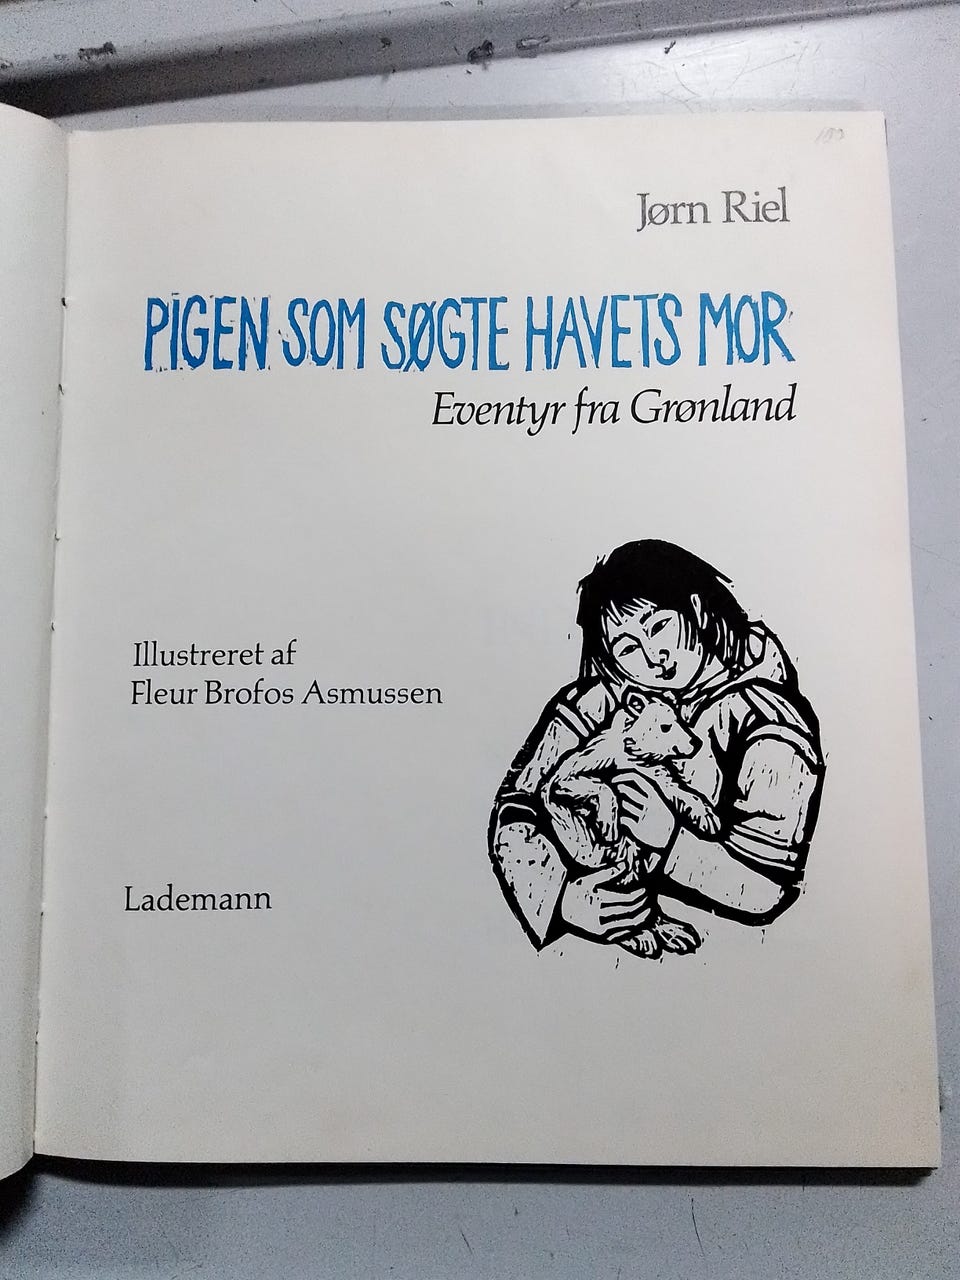 Jørn Riel
PIGEN SOM SØGTE HAVETS MOR
Eventyr fra Grønland
Illustreret af
Fleur Brofos Asmussen
Lademann